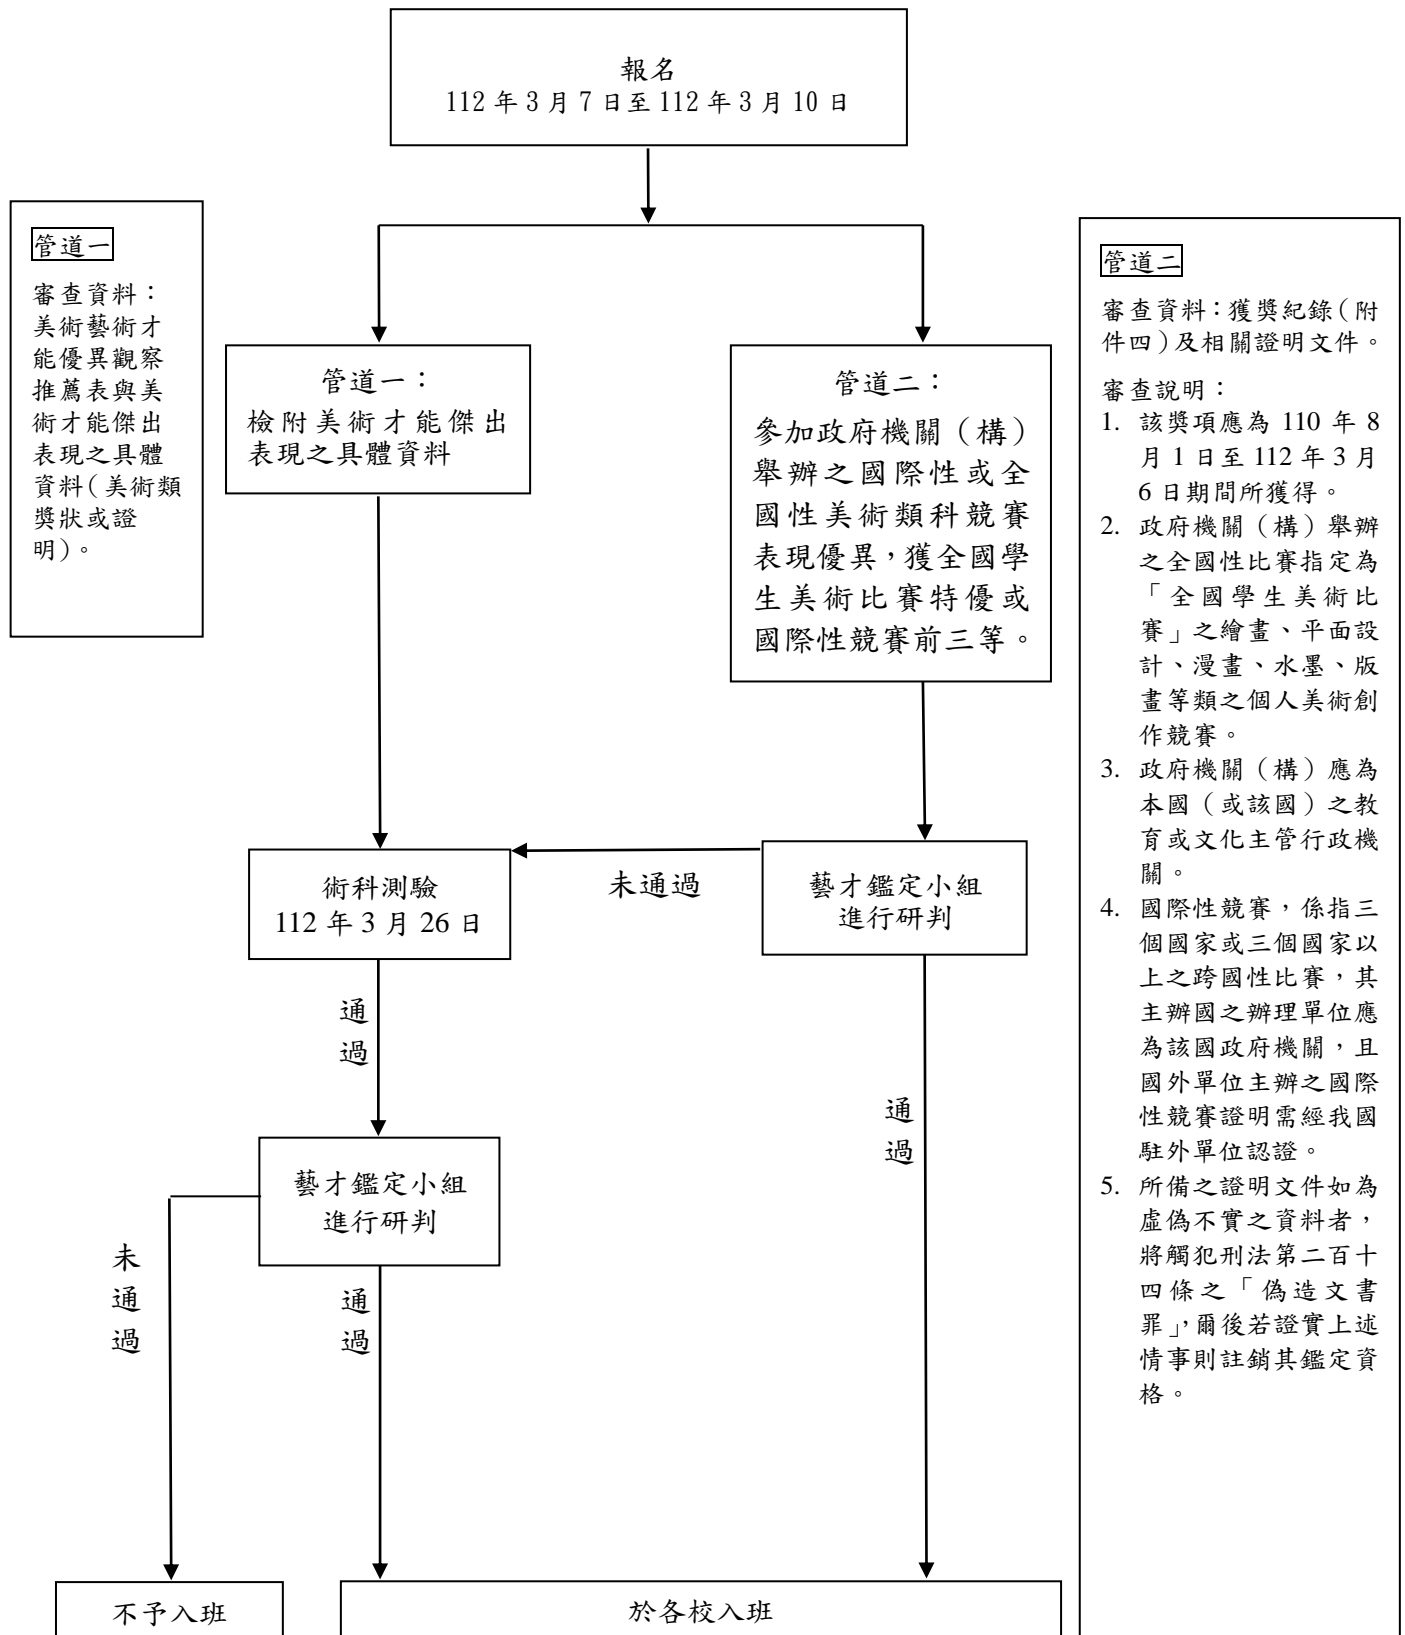 報名
112 年 3 月 7 日至 112 年 3 月 10 日
管道一
審查資料：
美術藝術才
能優異觀察
推薦表與美
術才能傑出
表現之具體
資料（美術類
獎狀或證
明）。
管道一：
檢附美術才能傑出
表現之具體資料
管道二：
參加政府機關（構）
舉辦之國際性或全
國性美術類科競賽
表現優異，獲全國學
生美術比賽特優或
國際性競賽前三等。
管道二
審查資料：獲獎紀錄（附
件四）及相關證明文件。
審查說明：
1. 該獎項應為 110 年 8
月 1 日至 112 年 3 月
6 日期間所獲得。
2. 政府機關（構）舉辦
之全國性比賽指定為
「全國學生美術比
賽」之繪畫、平面設
計、漫畫、水墨、版
畫等類之個人美術創
作競賽。
3. 政府機關（構）應為
本國（或該國）之教
育或文化主管行政機
關。
4. 國際性競賽，係指三
個國家或三個國家以
上之跨國性比賽，其
主辦國之辦理單位應
為該國政府機關，且
國外單位主辦之國際
性競賽證明需經我國
駐外單位認證。
5. 所備之證明文件如為
虛偽不實之資料者，
將觸犯刑法第二百十
四條之「偽造文書
罪」，爾後若證實上述
情事則註銷其鑑定資
格。
術科測驗
112 年 3 月 26 日
未通過
藝才鑑定小組
進行研判
通
過
通
過
藝才鑑定小組
進行研判
未
通
過
通
過
不予入班
於各校入班